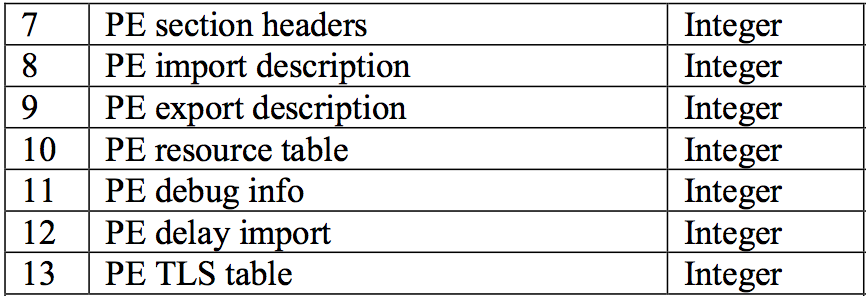 7 PE section headers Integer
8 PE import description Integer
9 PE export description Integer
10 PE resource table Integer
11 PE debug info Integer
12 PE delay import Integer
13 PE TLS table Integer